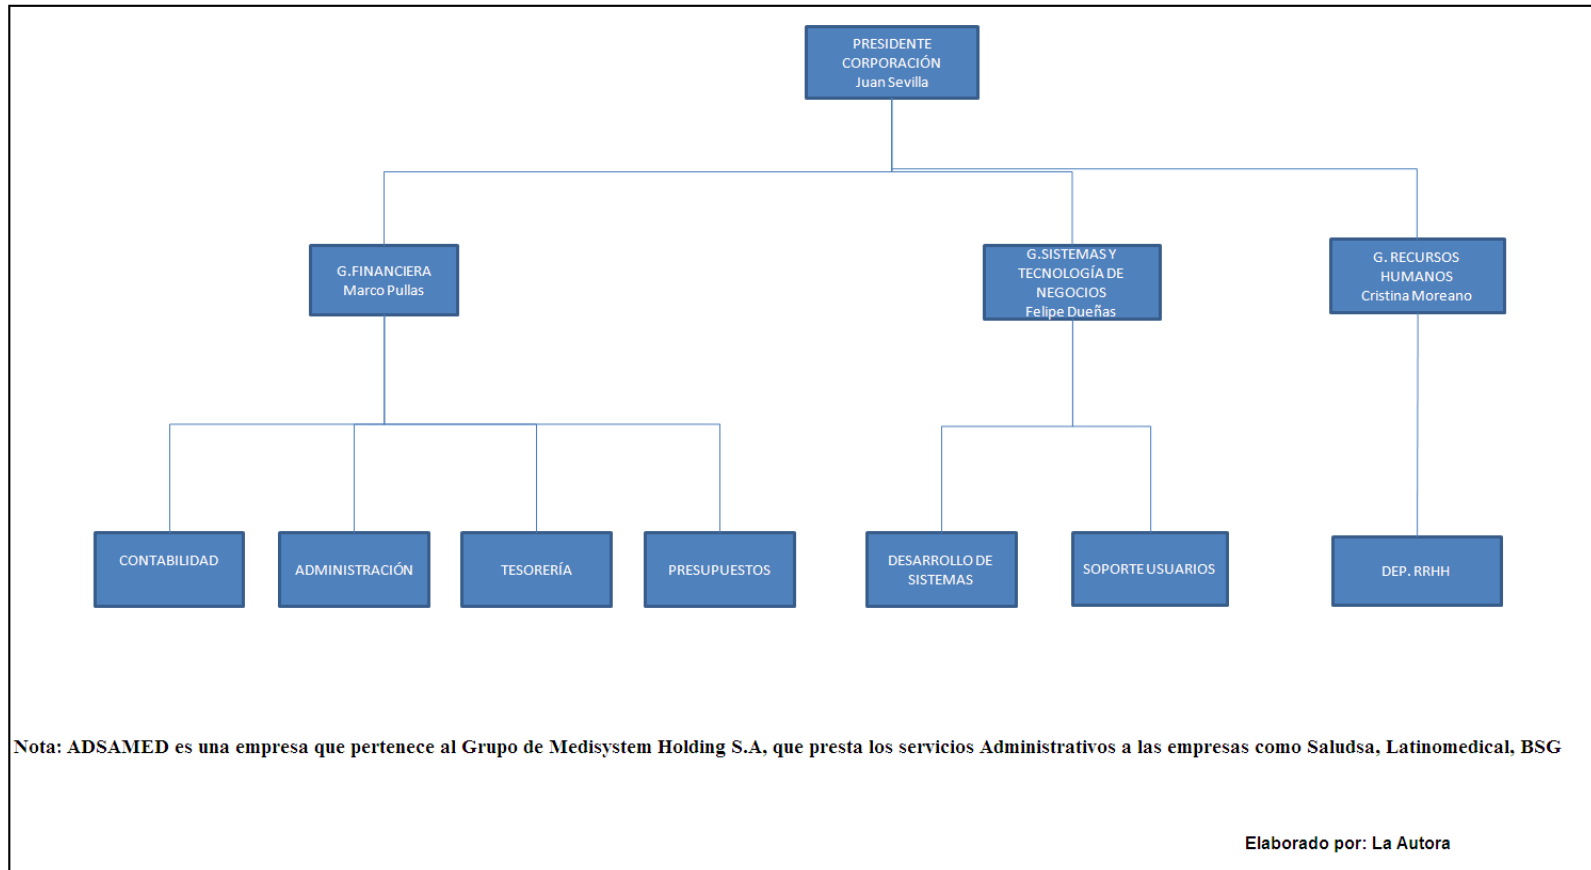 PRESIDENTE
CORPORACIÓN
Juan Sevilla
G.FINANCIERA
Marco Pullas
G.SISTEMAS Y
TECNOLOGÍA DE
NEGOCIOS
Felipe Dueñas
G. RECURSOS
HUMANOS
Cristina Moreano
CONTABILIDAD
ADMINISTRACIÓN
TESORERÍA
PRESUPUESTOS
DESARROLLO DE
SISTEMAS
SOPORTE USUARIOS
DEP. RRHH
Nota: ADSAMED es una empresa que pertenece al Grupo de Medisystem Holding S.A, que presta los servicios Administrativos a las empresas como Saludsa, Latinomedical, BSG
Elaborado por: La Autora